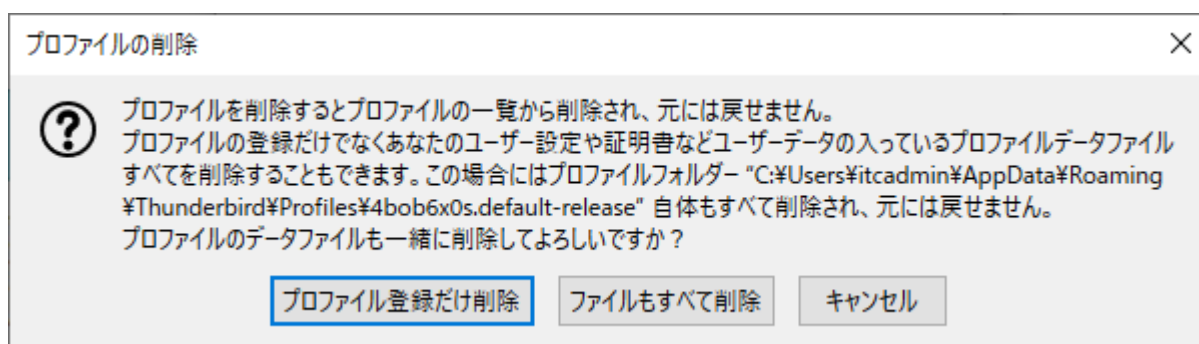 プロファイルの削除
プロファイルを削除するとプロファイルの一覧から削除され、元には戻せません。
プロファイルの登録だけでなくあなたのユーザー設定や証明書などユーザーデータの入っているプロファイルデータファイル
すべてを削除することもできます。この場合にはプロファイルフォルダー "C:¥Users¥itcadmin¥AppData¥Roaming
¥Thunderbird¥Profiles¥4bob6x0s.default-release" 自体もすべて削除され、元には戻せません。
プロファイルのデータファイルも一緒に削除してよろしいですか？
プロファイル登録だけ削除
ファイルもすべて削除
キャンセル